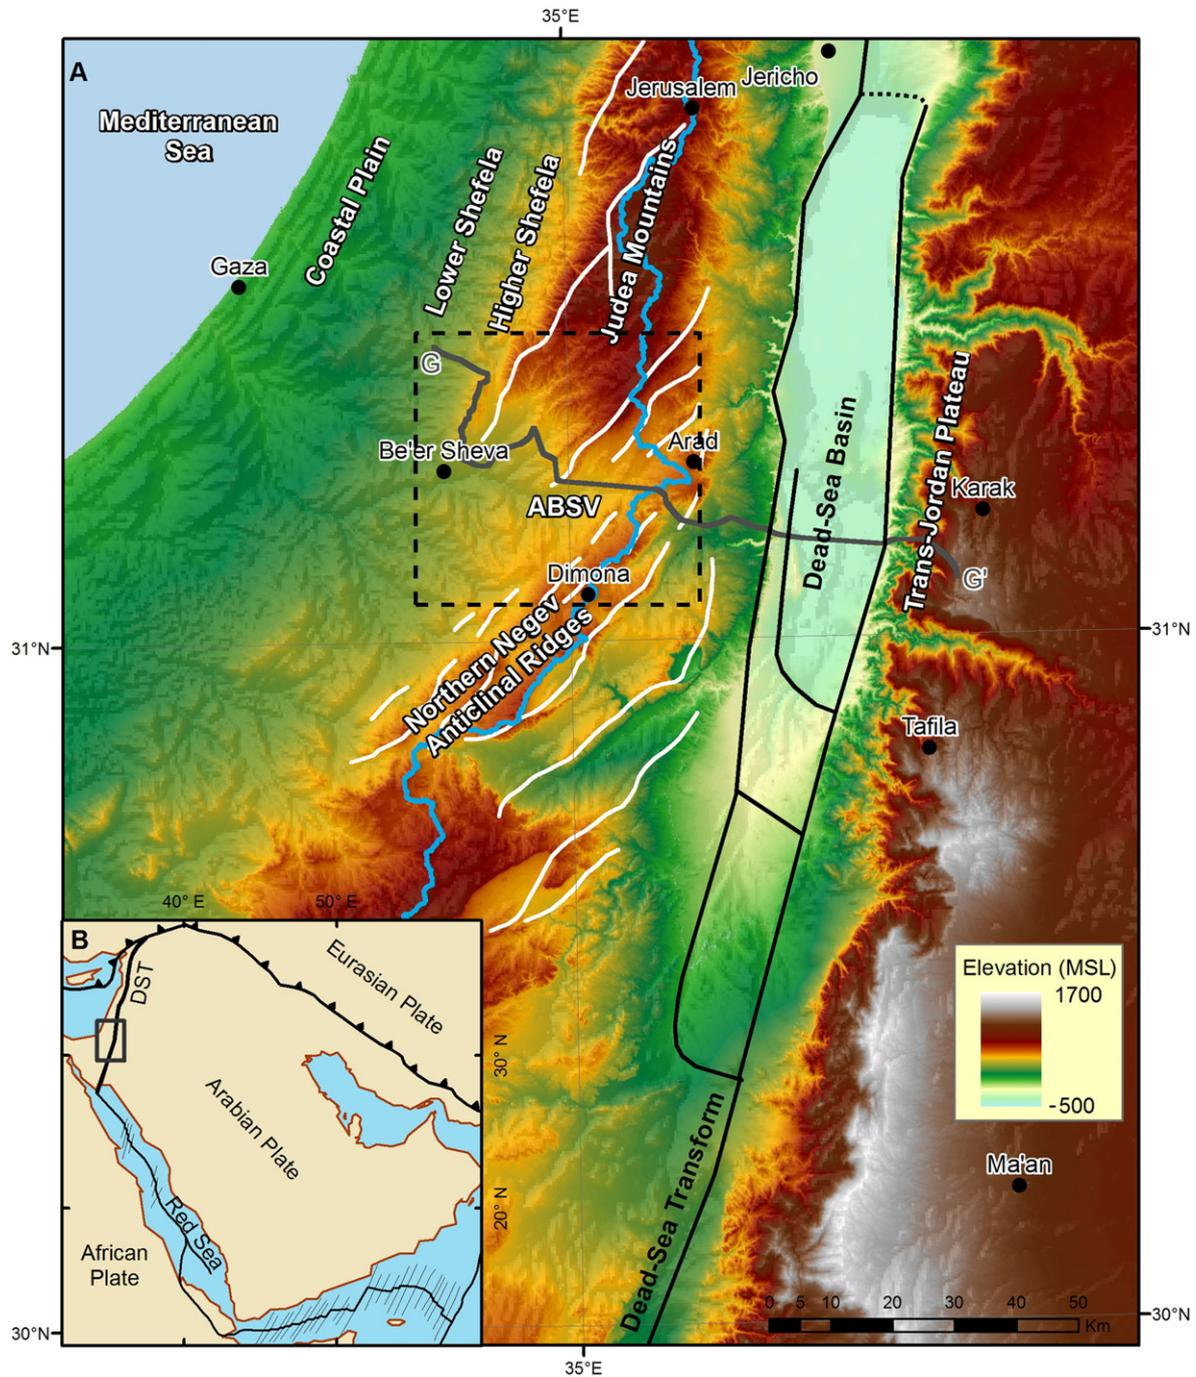 35°E
A
Mediterranean
Sea
Coastal Plain
Lower Shefela
Higher Shefela
Jerusalem
Jericho
Judea Mountains
Gaza
G
Be'er Sheva
Arad
ABSV
Dimona
Northern Negev
Anticlinal Ridges
Dead-Sea Basin
Trans-Jordan Plateau
Karak
G'
31°N
31°N
Tafila
Elevation (MSL)
1700
-500
Ma'an
Dead-Sea Transform
0 5 10 20 30 40 50
Km
30°N
30°N
35°E
40° E
50° E
B
DST
Eurasian Plate
Arabian Plate
30° N
20° N
Red Sea
African
Plate